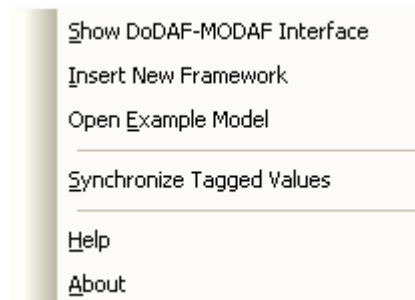 Show DoDAF-MODAF Interface
Insert New Framework
Open Example Model
Synchronize Tagged Values
Help
About